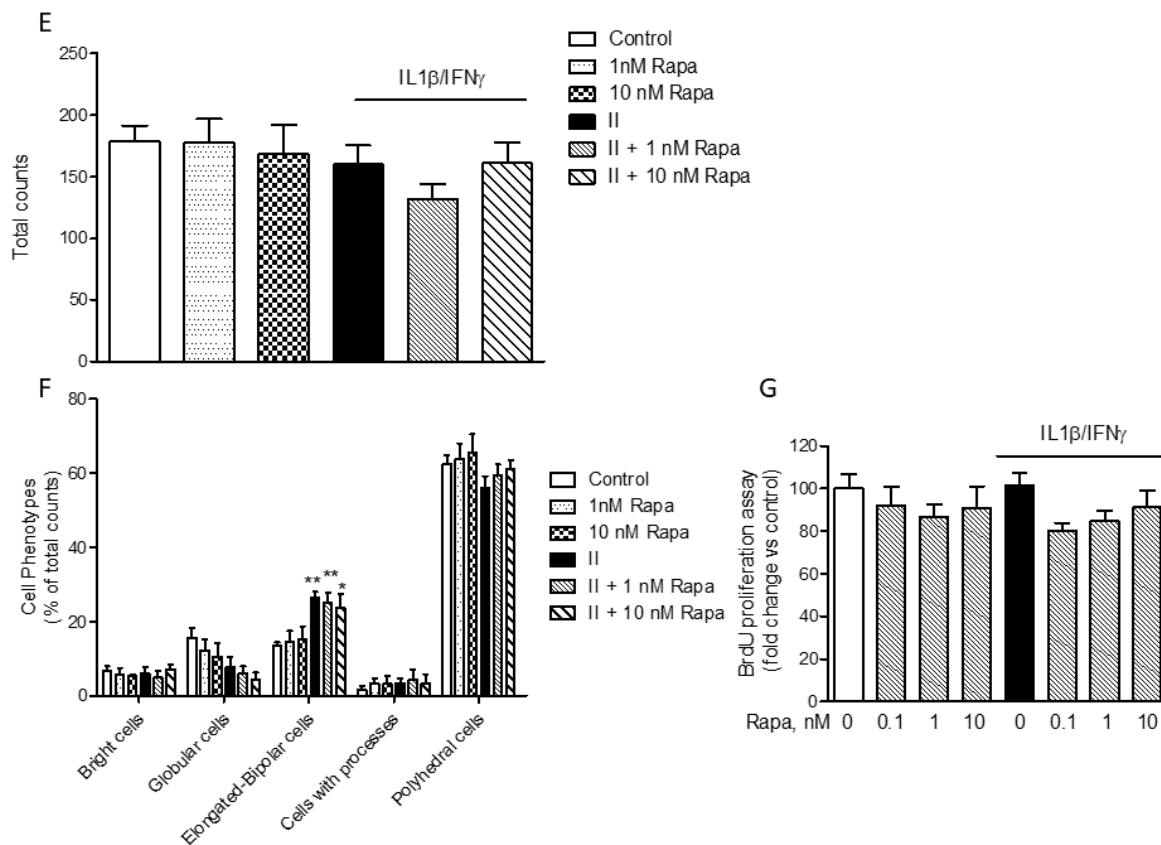 E
Total counts
250
200
150
100
50
0
IL1β/IFNγ
Control
1nM Rapa
10 nM Rapa
II
II + 1 nM Rapa
II + 10 nM Rapa
F
Cell Phenotypes
(% of total counts)
80
60
40
20
0
** ** *
Bright cells
Globular cells
Elongated-Bipolar cells
Cells with processes
Polyhedral cells
Control
1nM Rapa
10 nM Rapa
II
II + 1 nM Rapa
II + 10 nM Rapa
G
BrdU proliferation assay
(fold change vs control)
120
100
80
60
40
20
0
IL1β/IFNγ
Rapa, nM 0 0.1 1 10 0 0.1 1 10